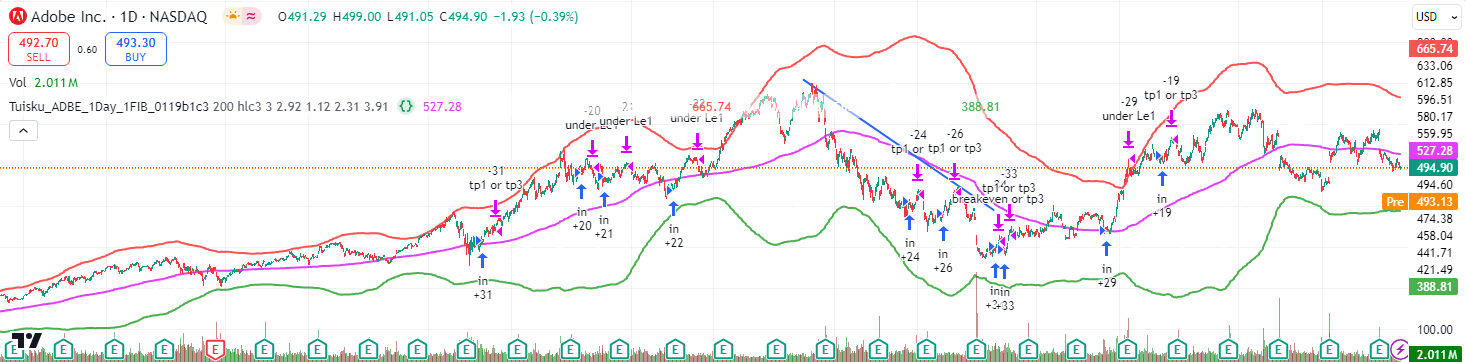 Adobe Inc. · 1D · NASDAQ O491.29 H499.00 L491.05 C494.90 −1.93 (−0.39%)
USD
492.70 SELL
0.60
493.30 BUY
Vol 2.011M
Tuisku_ADBE_1Day_1FIB_0119b1c3 200 hlc3 3 2.92 1.12 2.31 3.91 527.28 665.74 388.81
-31
tp1 or tp3
in
+31
-20
under Le1
in
+20
under Le1
in
+21
under Le1
in
+22
-24
in
+24
-26
tp1 or tp3
in
+26
-33
tp1 or tp3
breakeven or tp3
in
in
+33
-29
under Le1
in
+29
-19
tp1 or tp3
in
+19
665.74
633.06
612.85
596.51
580.17
559.95
527.28
494.90
494.60
Pre 493.13
474.38
458.04
441.71
421.49
388.81
100.00
2.011M
E E E E E E E E E E E E E E E E E E E E E E E E E E E E